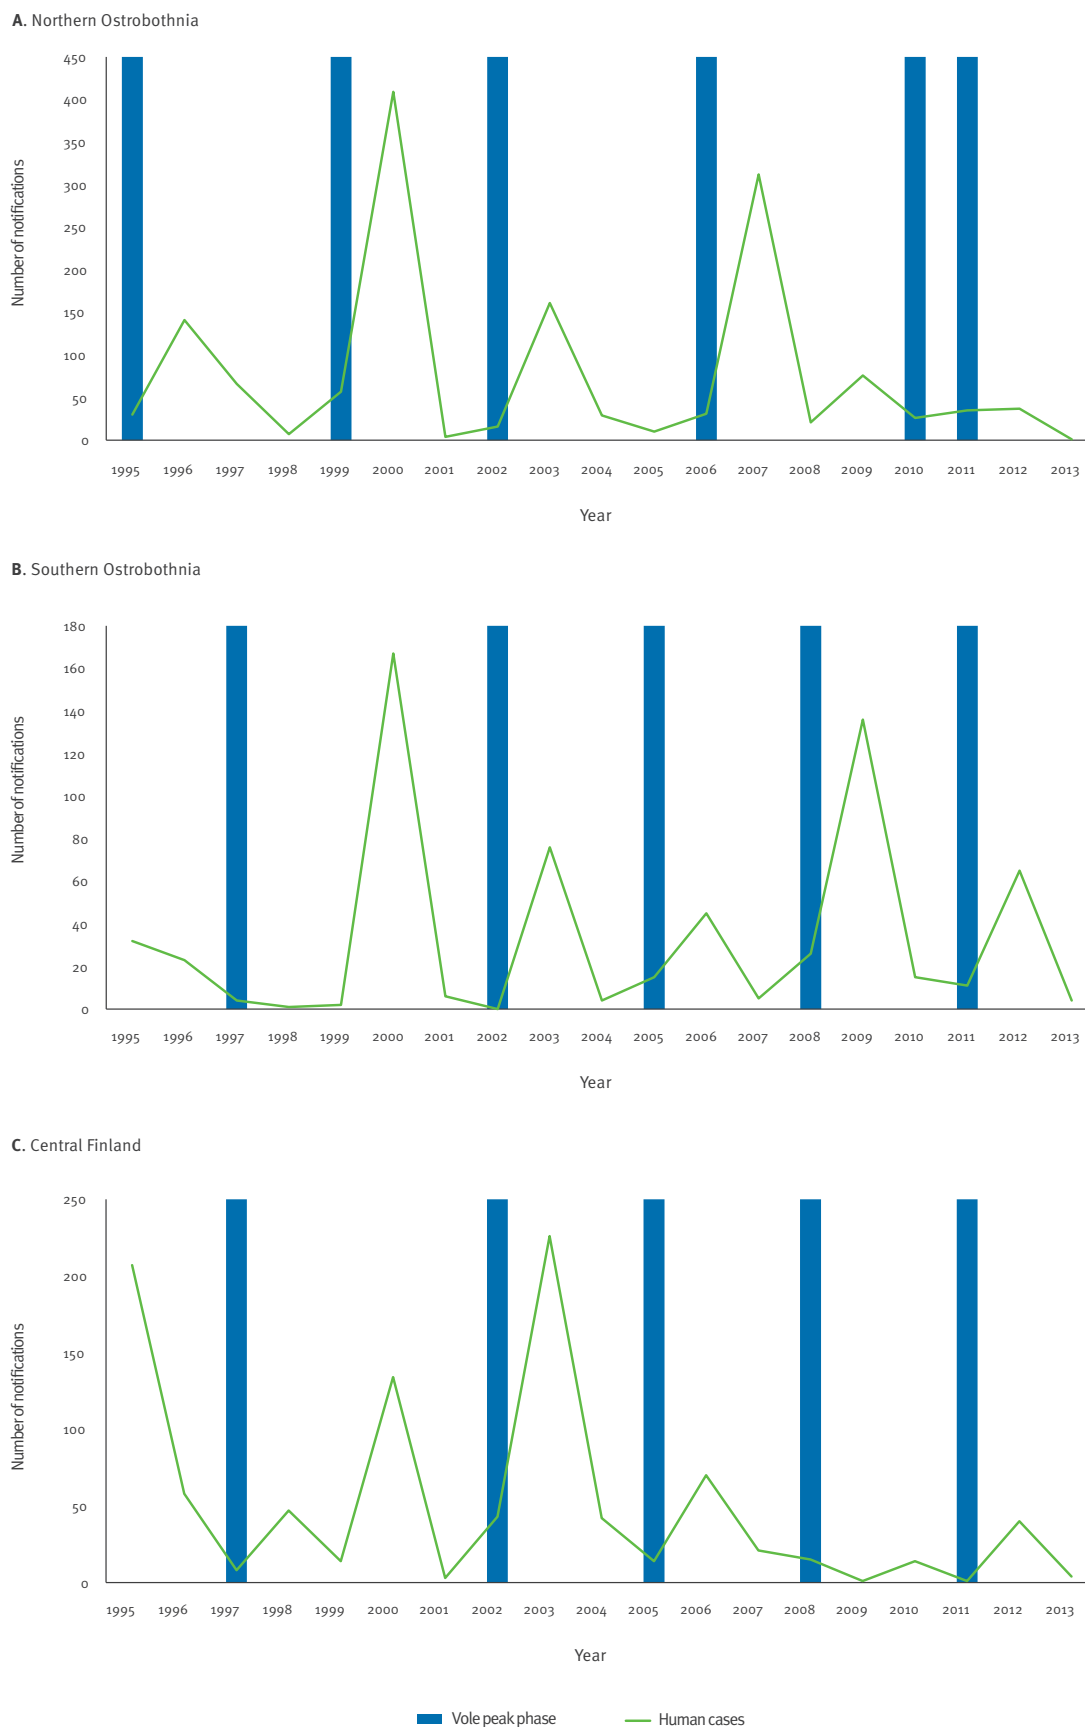 A. Northern Ostrobothnia
450
400
350
300
250
200
150
100
50
0
Number of notifications
1995 1996 1997 1998 1999 2000 2001 2002 2003 2004 2005 2006 2007 2008 2009 2010 2011 2012 2013
Year
B. Southern Ostrobothnia
180
160
140
120
100
80
60
40
20
0
Number of notifications
1995 1996 1997 1998 1999 2000 2001 2002 2003 2004 2005 2006 2007 2008 2009 2010 2011 2012 2013
Year
C. Central Finland
250
200
150
100
50
0
Number of notifications
1995 1996 1997 1998 1999 2000 2001 2002 2003 2004 2005 2006 2007 2008 2009 2010 2011 2012 2013
Year
Vole peak phase Human cases